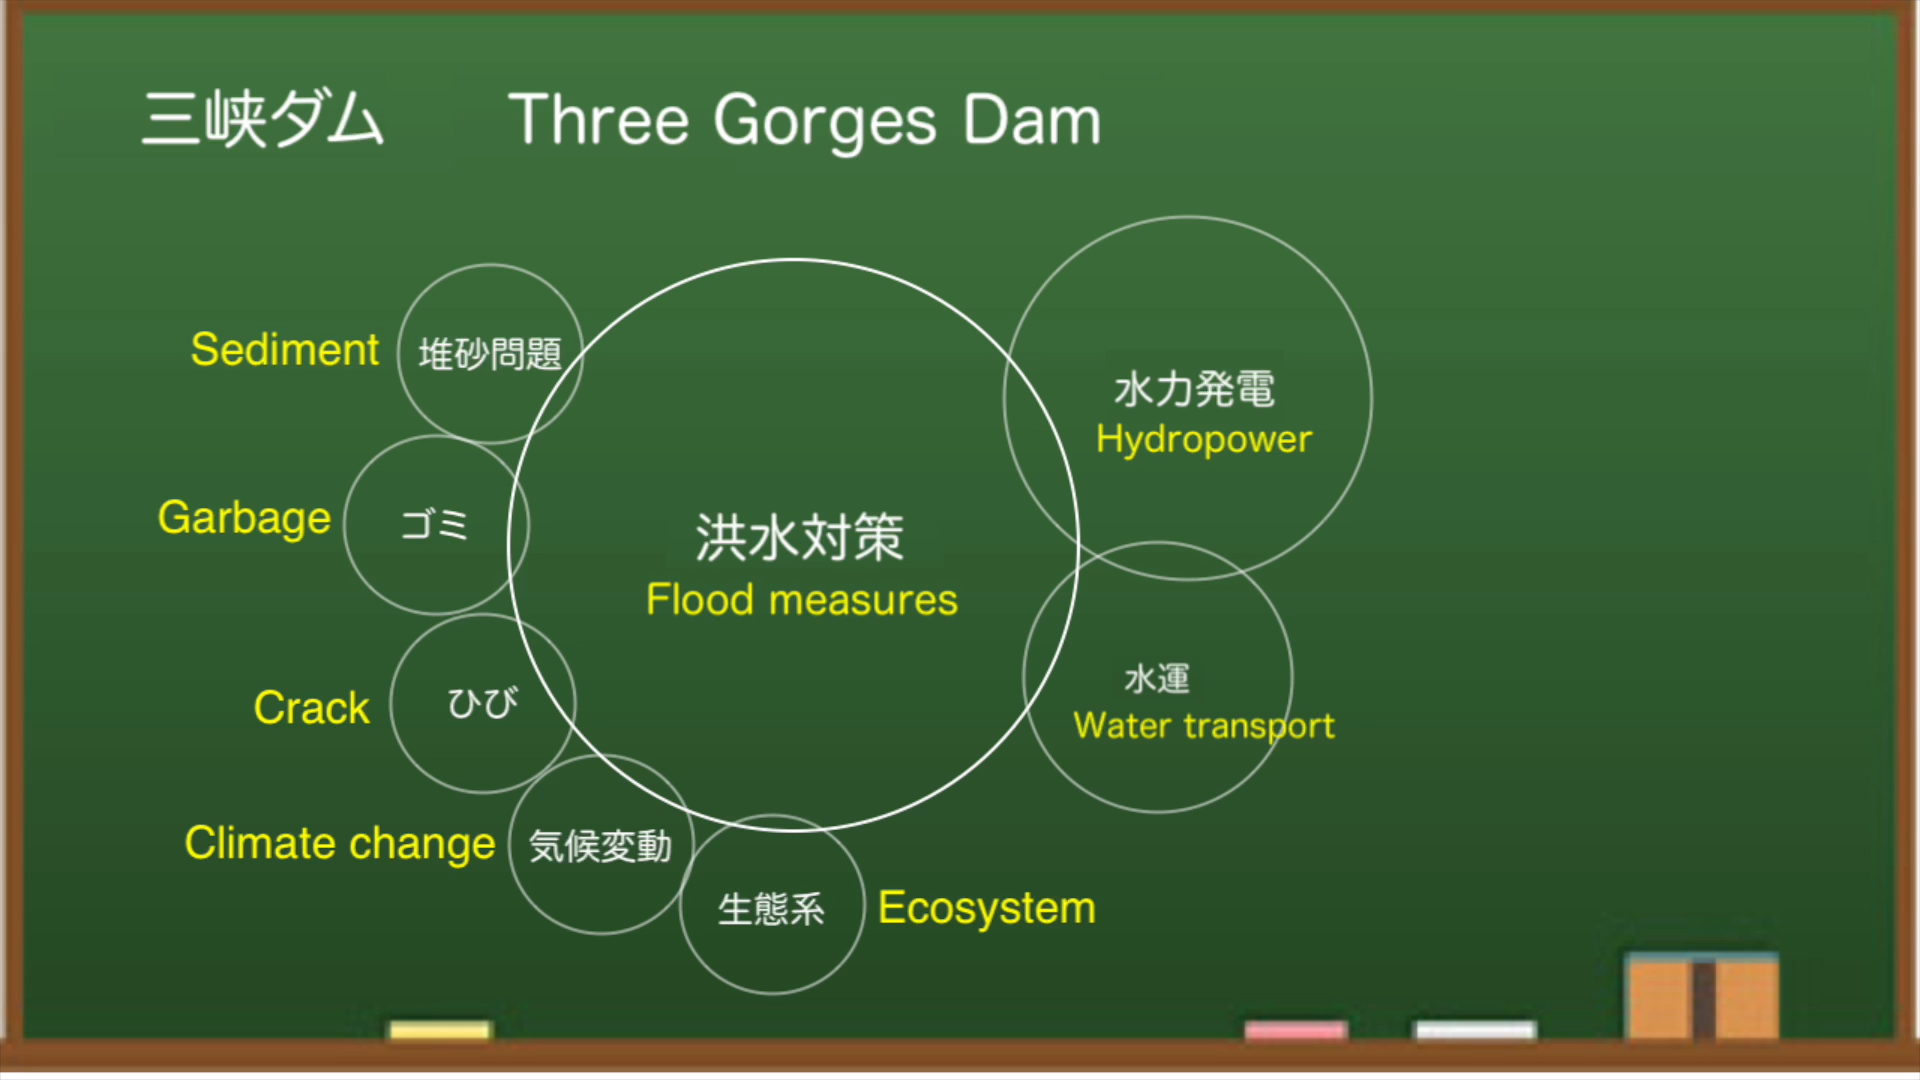 三峡ダム Three Gorges Dam
Sediment 堆砂問題
水力発電
Hydropower
Garbage ゴミ
洪水対策
Flood measures
Crack ひび
水運
Water transport
Climate change 気候変動
生態系 Ecosystem